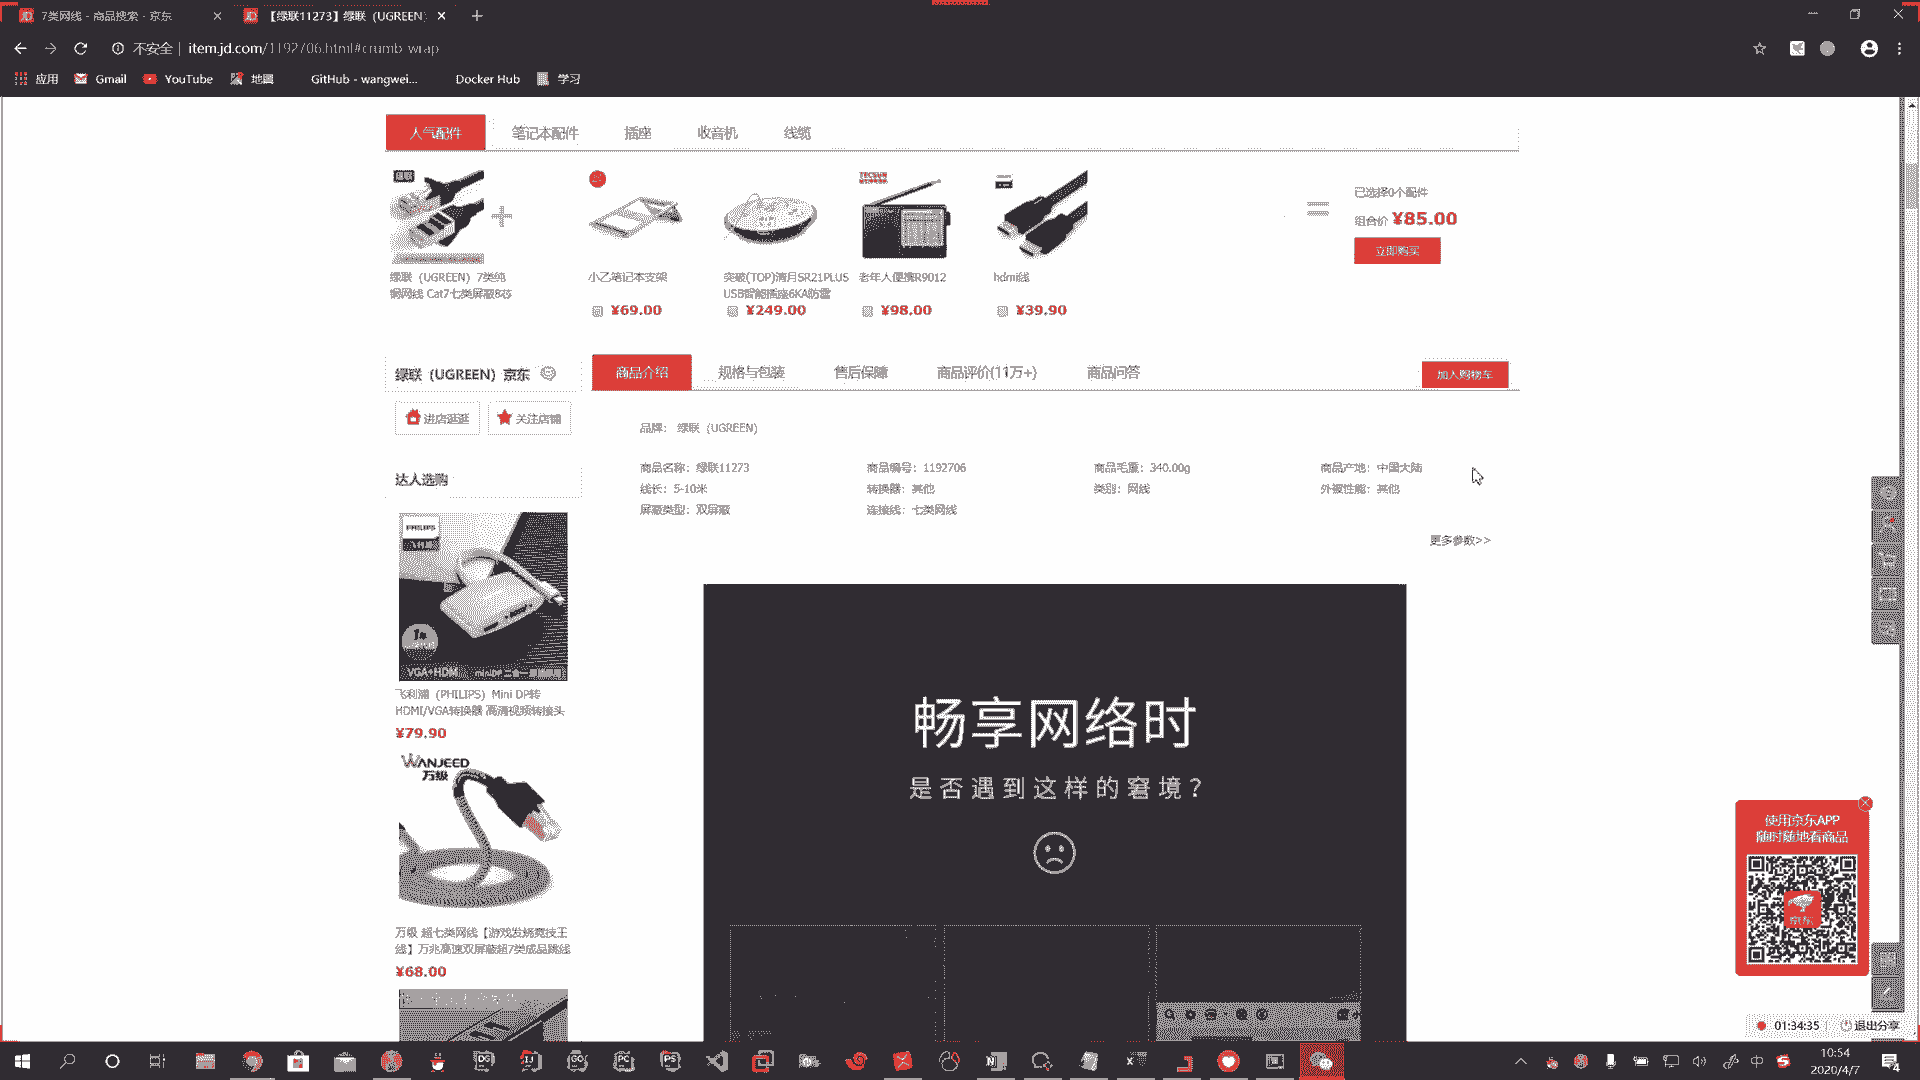 7类网线 - 商品搜索 - 京东
【绿联11273】绿联（UGREEN）
不安全 | item.jd.com/1192706.html#crumb-wrap
应用
Gmail
YouTube
地图
GitHub - wangwei...
Docker Hub
学习
人气配件
笔记本配件
插座
收音机
线缆
绿联（UGREEN）7类纯
铜网线 Cat7七类屏蔽8芯
小乙笔记本支架
¥69.00
突破(TOP)清月SR21PLUS
USB智能插座6KA防雷
¥249.00
TECSUN
老年人便携R9012
¥98.00
hdmi线
¥39.90
已选择0个配件
组合价 ¥85.00
立即购买
绿联（UGREEN）京东
进店逛逛
关注店铺
商品介绍
规格与包装
售后保障
商品评价(11万+)
商品问答
加入购物车
品牌： 绿联（UGREEN）
商品名称：绿联11273
商品编号：1192706
商品毛重：340.00g
商品产地：中国大陆
线长：5-10米
转换器：其他
类别：网线
外被性能：其他
屏蔽类型：双屏蔽
连接线：七类网线
更多参数>>
达人选购
PHILIPS
VGA+HDMI
飞利浦（PHILIPS）Mini DP转
HDMI/VGA转换器 高清视频转接头
¥79.90
WANJEED
万级
万级 超七类网线【游戏发烧竞技王
线】万兆高速双屏蔽超7类成品跳线
¥68.00
畅享网络时
是否遇到这样的窘境？
使用京东APP
随时随地看商品
京东
01:34:35
退出分享
中
10:54
2020/4/7